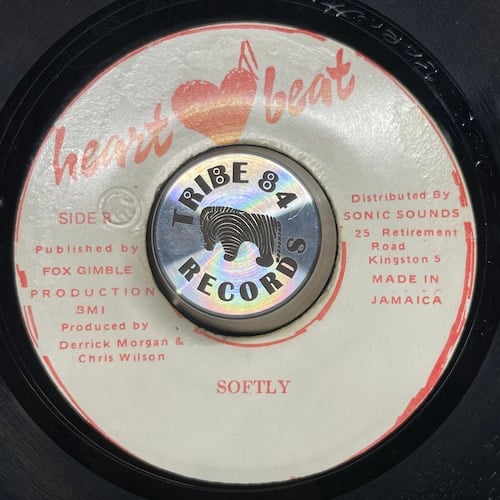 heart beat
TRIBE 84
RECORDS
SIDE B
Published by
FOX GIMBLE
PRODUCTION
BMI
Produced by
Derrick Morgan &
Chris Wilson
Distributed By
SONIC SOUNDS
25 Retirement
Road
Kingston 5
MADE IN
JAMAICA
SOFTLY